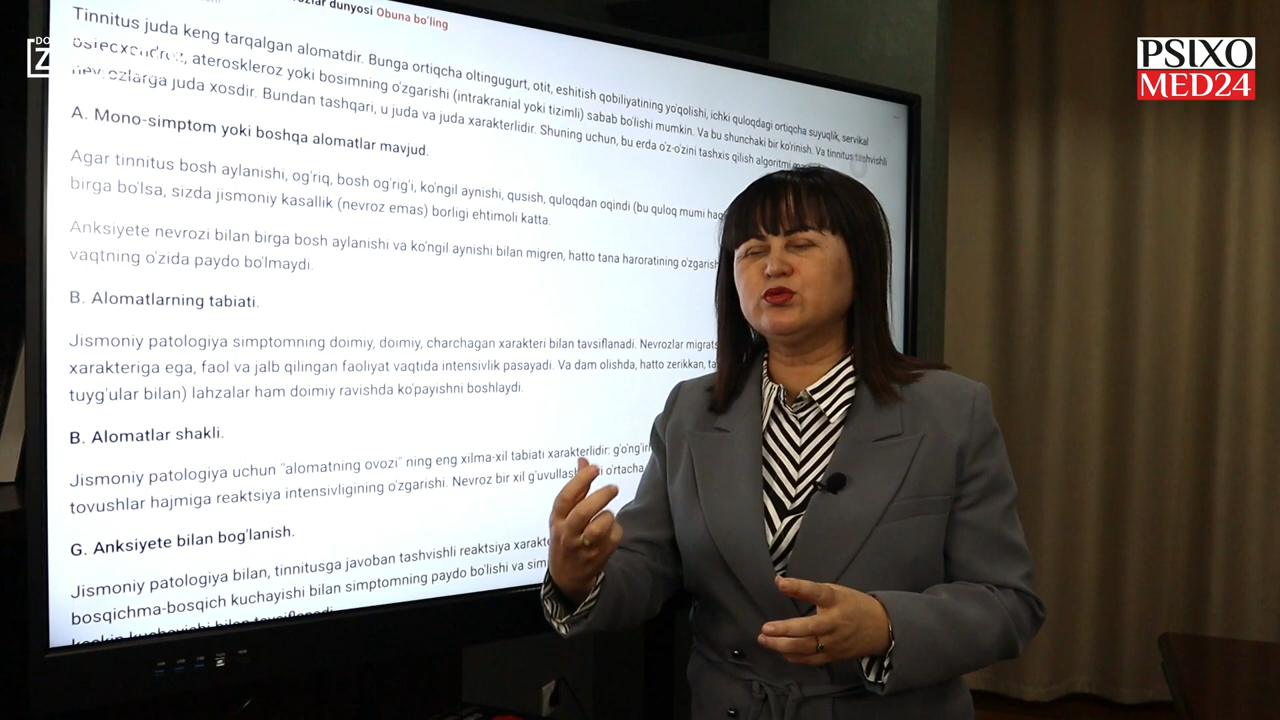 dunyosi Obuna bo'ling
Tinnitus juda keng tarqalgan alomatdir. Bunga ortiqcha oltingugurt, otit, eshitish qobiliyatining yo'qolishi, ichki quloqdagi ortiqcha suyuqlik, servikal
osteoxondroz, ateroskleroz yoki bosimning o'zgarishi (intrakranial yoki tizimli) sabab bo'lishi mumkin. Va bu shunchaki bir ko'rinish. Va tinnitus tashvishli
nevrozlarga juda xosdir. Bundan tashqari, u juda va juda xarakterlidir. Shuning uchun, bu erda o'z-o'zini tashxis qilish algoritmi
A. Mono-simptom yoki boshqa alomatlar mavjud.
Agar tinnitus bosh aylanishi, og'riq, bosh og'rig'i, ko'ngil aynishi, qusish, quloqdan oqindi (bu quloq mumi
birga bo'lsa, sizda jismoniy kasallik (nevroz emas) borligi ehtimoli katta.
Anksiyete nevrozi bilan birga bosh aylanishi va ko'ngil aynishi bilan migren, hatto tana haroratining
vaqtning o'zida paydo bo'lmaydi.
B. Alomatlarning tabiati.
Jismoniy patologiya simptomning doimiy, doimiy, charchagan xarakteri bilan tavsiflanadi. Nevrozlar
xarakteriga ega, faol va jalb qilingan faoliyat vaqtida intensivlik pasayadi. Va dam olishda, hatto zerikkan,
tuyg'ular bilan) lahzalar ham doimiy ravishda ko'payishni boshlaydi.
B. Alomatlar shakli.
Jismoniy patologiya uchun "alomatning ovozi" ning eng xilma-xil tabiati xarakterlidir:
tovushlar hajmiga reaktsiya intensivligining o'zgarishi. Nevroz bir xil o'rtacha
G. Anksiyete bilan bog'lanish.
Jismoniy patologiya bilan, tinnitusga javoban tashvishli reaktsiya
bosqichma-bosqich kuchayishi bilan simptomning paydo bo'lishi va
PSIXO
MED24